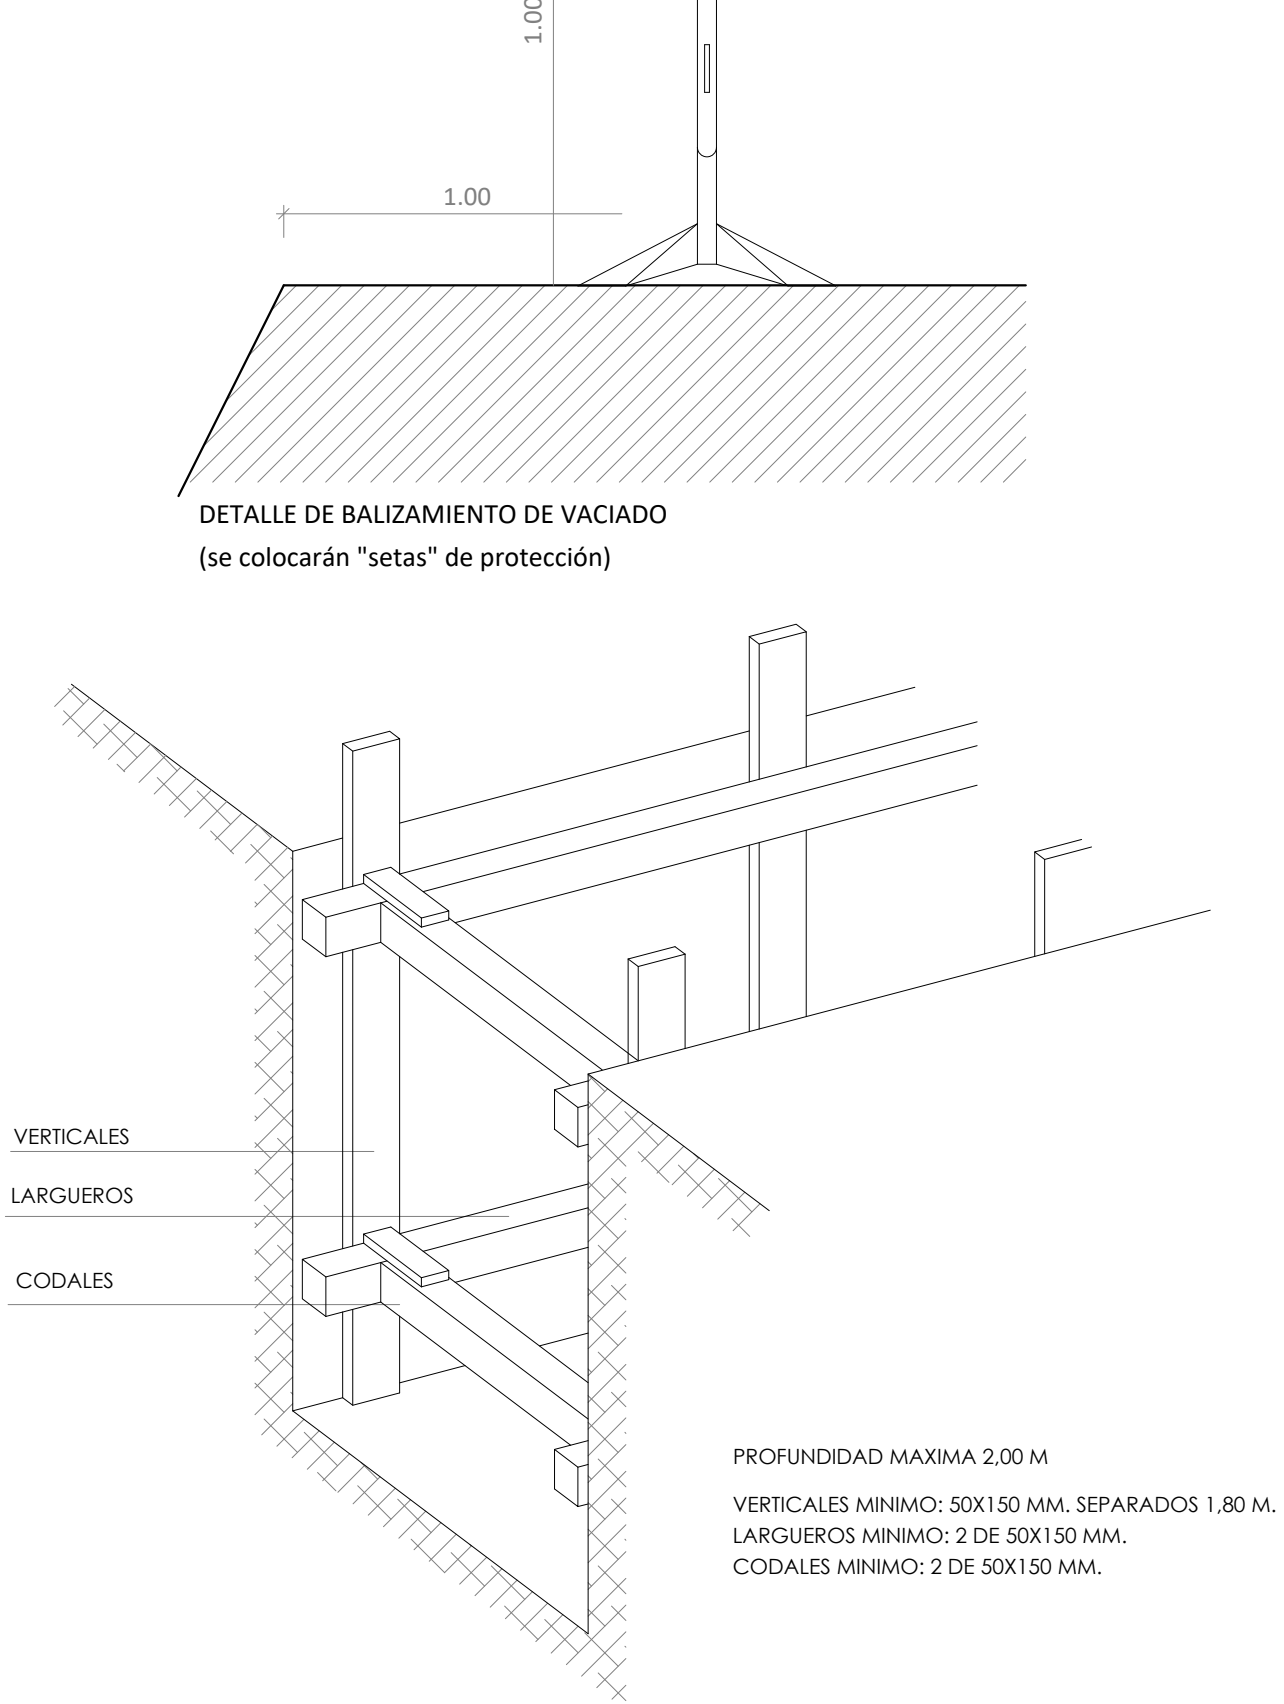 1.00
1.00
DETALLE DE BALIZAMIENTO DE VACIADO
(se colocarán "setas" de protección)
VERTICALES
LARGUEROS
CODALES
PROFUNDIDAD MAXIMA 2,00 M
VERTICALES MINIMO: 50X150 MM. SEPARADOS 1,80 M.
LARGUEROS MINIMO: 2 DE 50X150 MM.
CODALES MINIMO: 2 DE 50X150 MM.